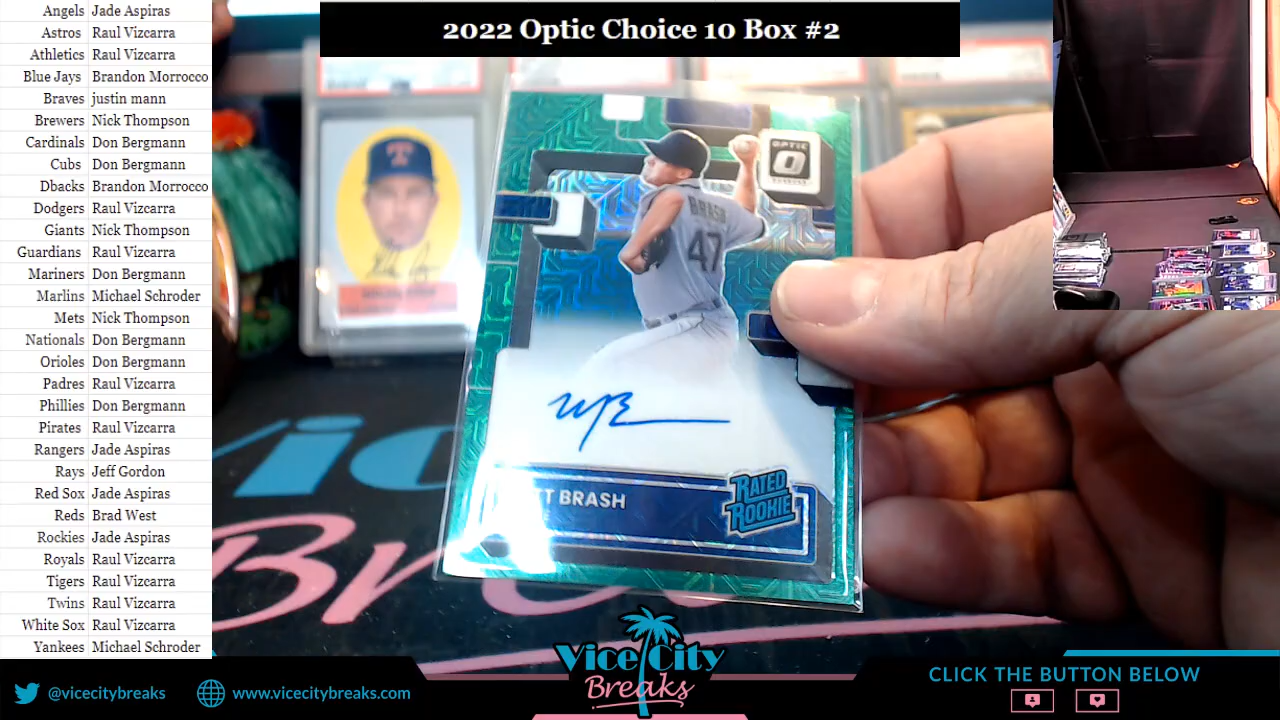 2022 Optic Choice 10 Box #2
Angels Jade Aspiras
Astros Raul Vizcarra
Athletics Raul Vizcarra
Blue Jays Brandon Morrocco
Braves justin mann
Brewers Nick Thompson
Cardinals Don Bergmann
Cubs Don Bergmann
Dbacks Brandon Morrocco
Dodgers Raul Vizcarra
Giants Nick Thompson
Guardians Raul Vizcarra
Mariners Don Bergmann
Marlins Michael Schroder
Mets Nick Thompson
Nationals Don Bergmann
Orioles Don Bergmann
Padres Raul Vizcarra
Phillies Don Bergmann
Pirates Raul Vizcarra
Rangers Jade Aspiras
Rays Jeff Gordon
Red Sox Jade Aspiras
Reds Brad West
Rockies Jade Aspiras
Royals Raul Vizcarra
Tigers Raul Vizcarra
Twins Raul Vizcarra
White Sox Raul Vizcarra
Yankees Michael Schroder
OPTIC
BRASH
47
T BRASH
RATED
ROOKIE
Vice City
Breaks
@vicecitybreaks
www.vicecitybreaks.com
CLICK THE BUTTON BELOW